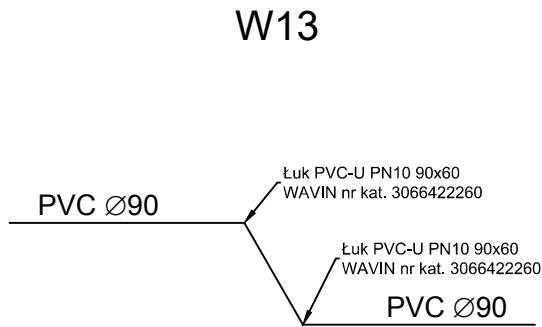 W13
Łuk PVC-U PN10 90x60
WAVIN nr kat. 3066422260
PVC ∅90
Łuk PVC-U PN10 90x60
WAVIN nr kat. 3066422260
PVC ∅90